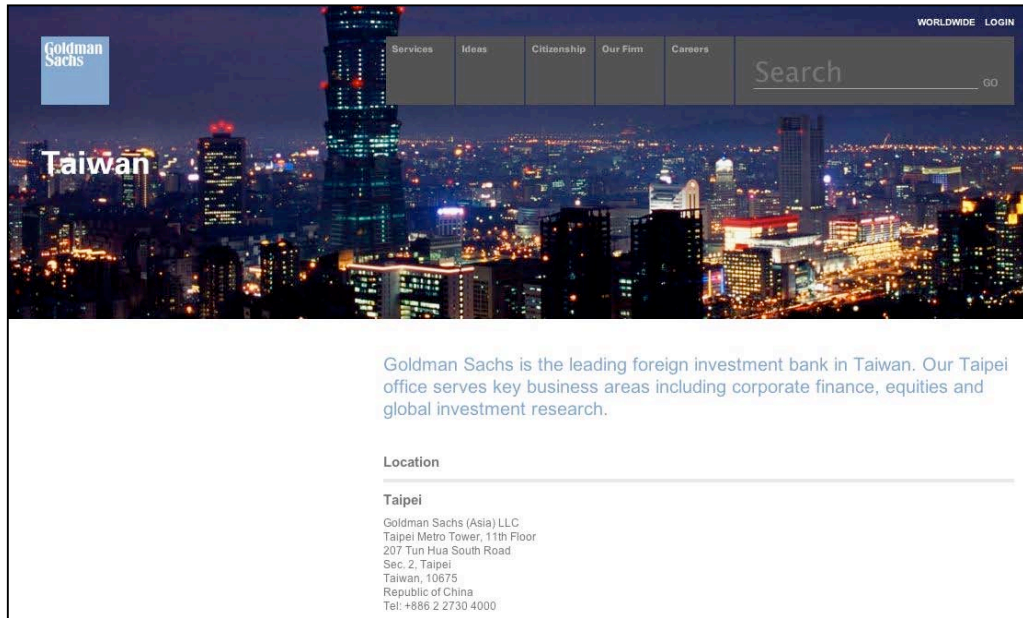 WORLDWIDE LOGIN
Goldman
Sachs
Services Ideas Citizenship Our Firm Careers
Search GO
Taiwan
Goldman Sachs is the leading foreign investment bank in Taiwan. Our Taipei
office serves key business areas including corporate finance, equities and
global investment research.
Location
Taipei
Goldman Sachs (Asia) LLC
Taipei Metro Tower, 11th Floor
207 Tun Hua South Road
Sec. 2, Taipei
Taiwan, 10675
Republic of China
Tel: +886 2 2730 4000